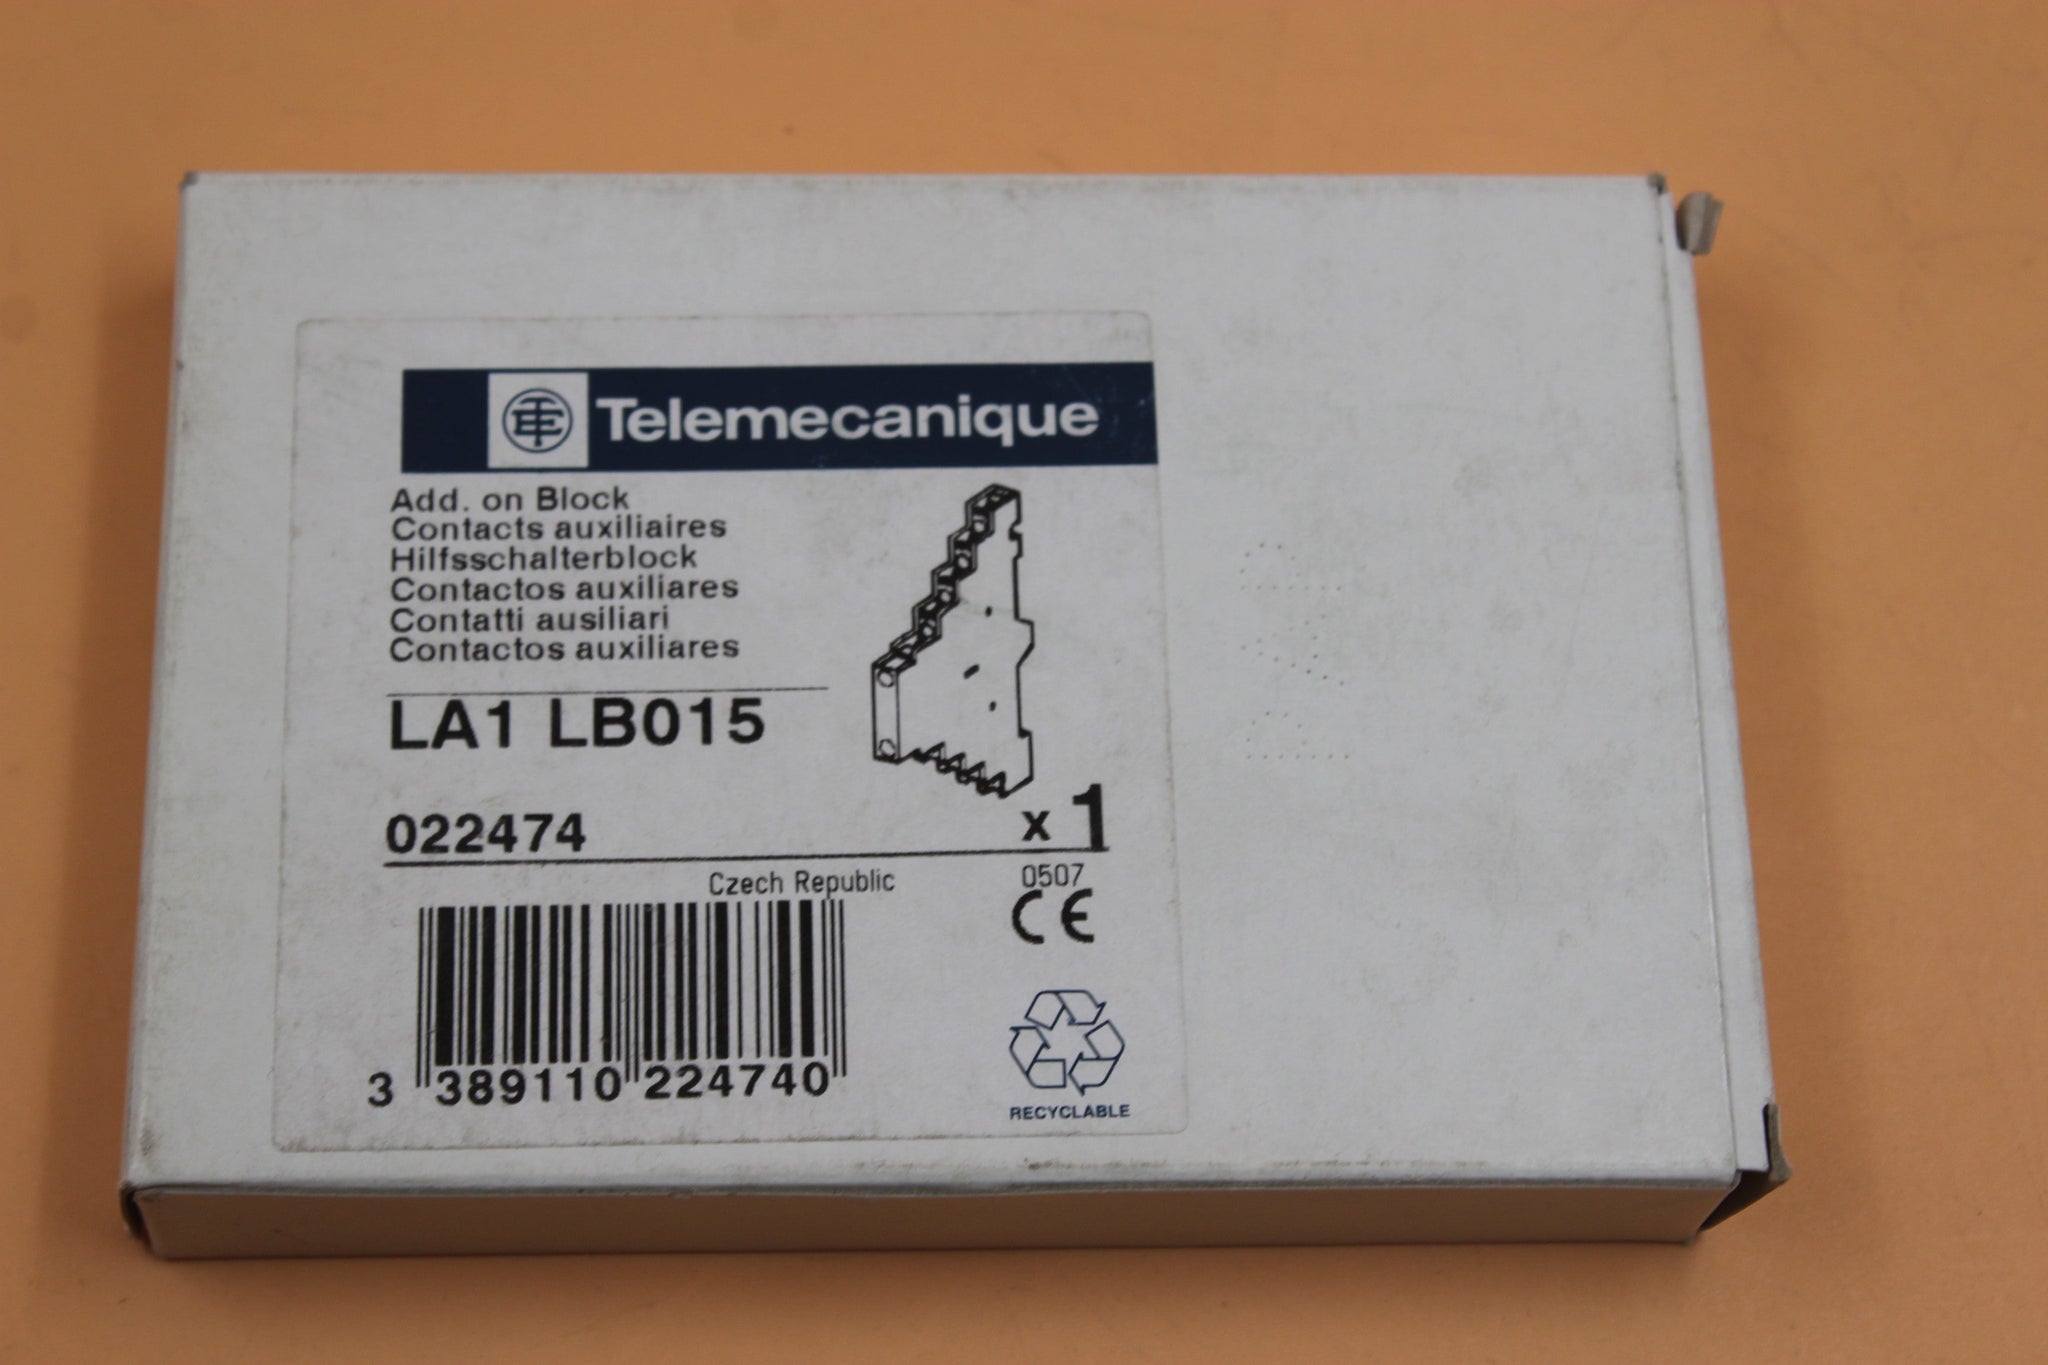 Telemecanique
Add. on Block
Contacts auxiliaires
Hilfsschalterblock
Contactos auxiliares
Contatti ausiliari
Contactos auxiliares
LA1 LB015
022474
x 1
Czech Republic
0507
CE
3 389110 224740
RECYCLABLE